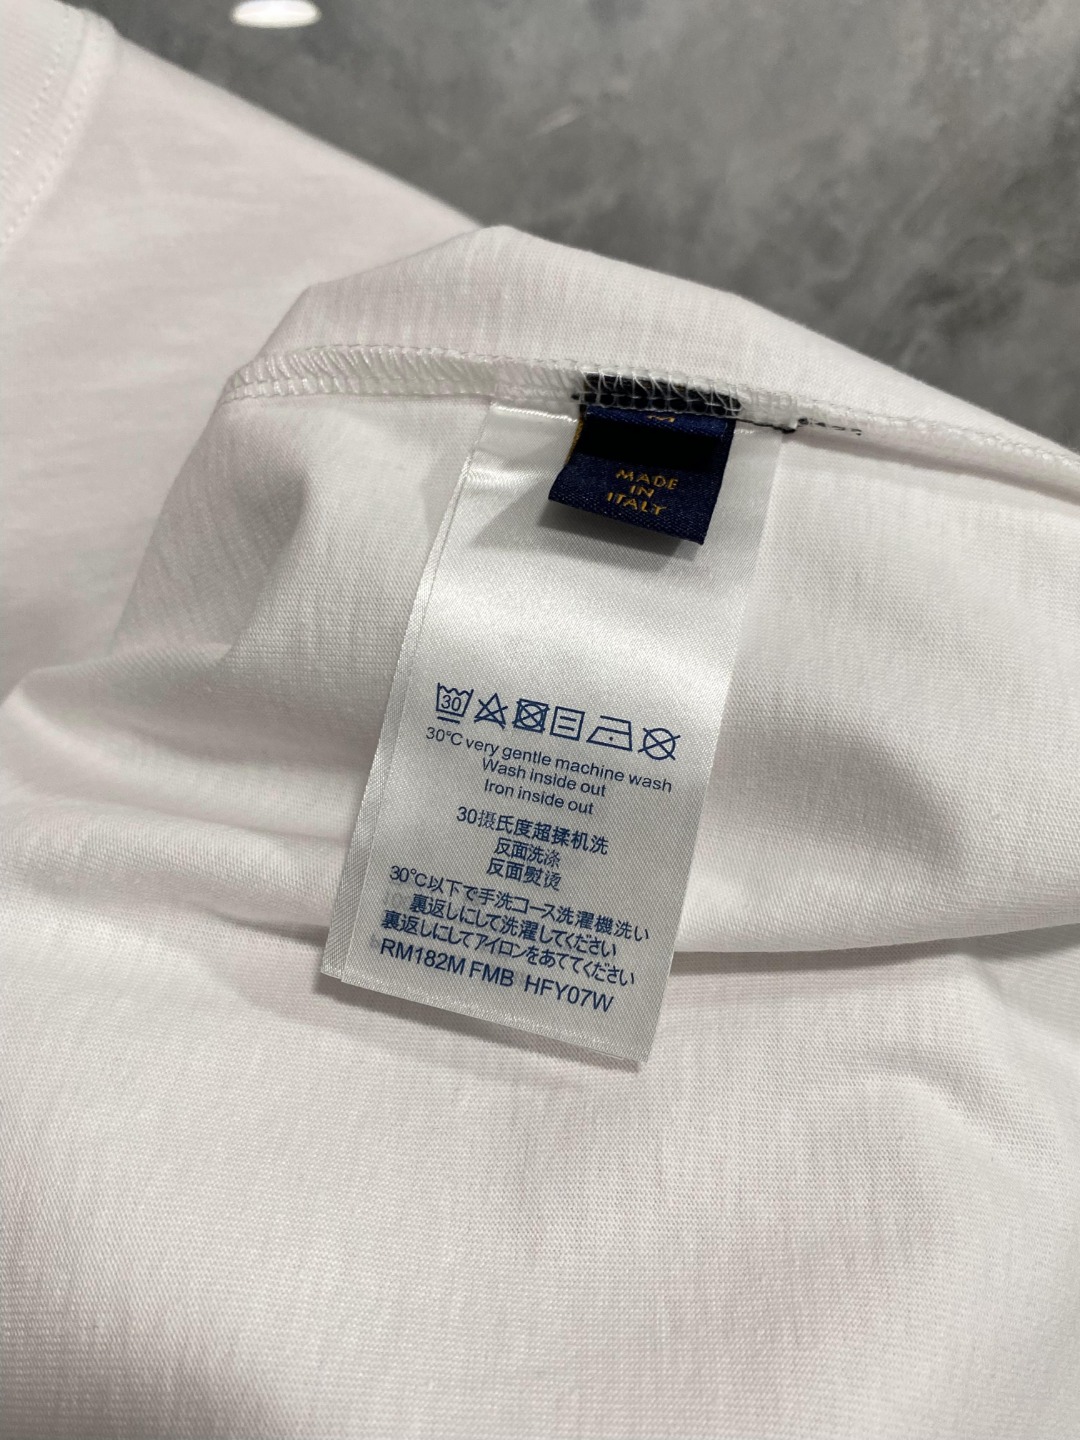 M
MADE
IN
ITALY
30
30°C very gentle machine wash
Wash inside out
Iron inside out
30摄氏度超揉机洗
反面洗涤
反面熨烫
30°C以下で手洗コース洗濯機洗い
裏返しにして洗濯してください
裏返しにしてアイロンをあててください
RM182M FMB HFY07W